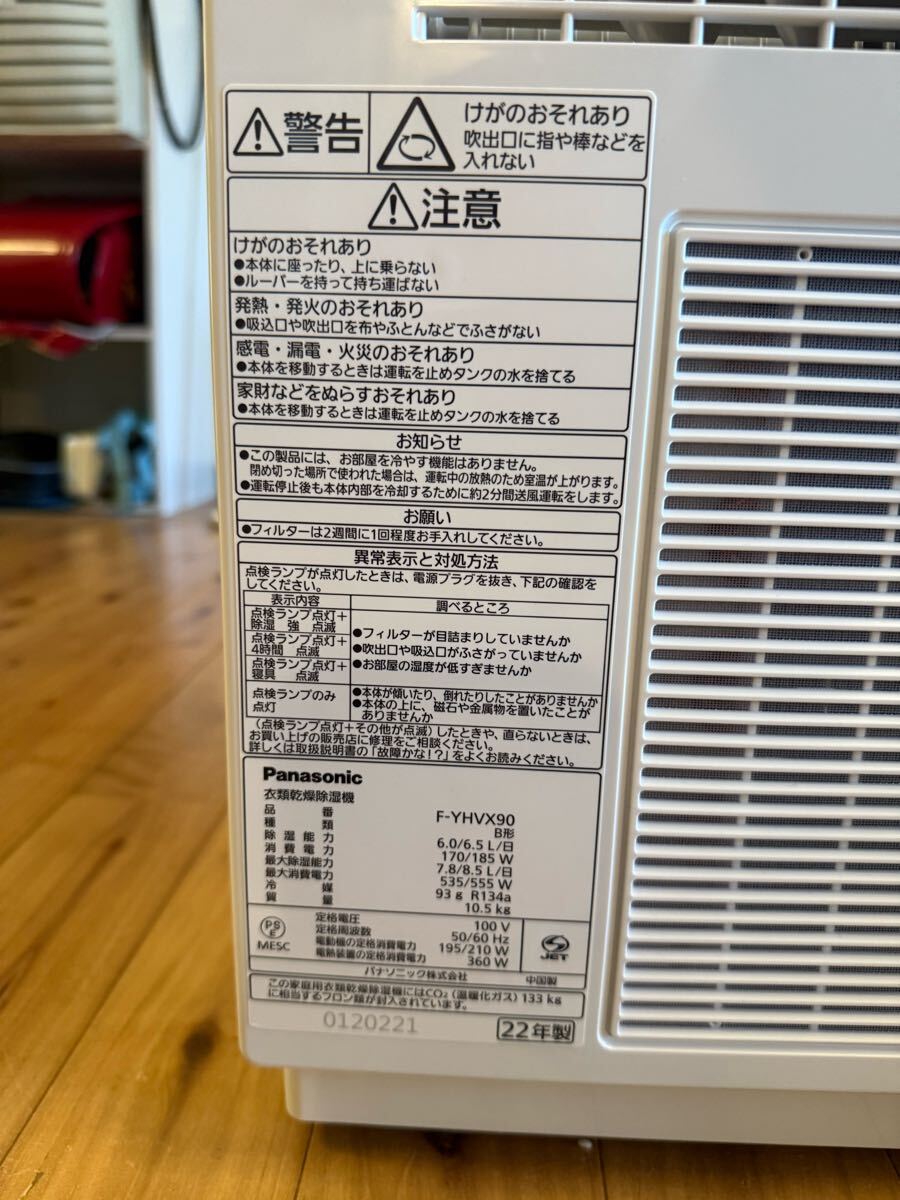 警告
けがのおそれあり
吹出口に指や棒などを
入れない
注意
けがのおそれあり
●本体に座ったり、上に乗らない
●ルーバーを持って持ち運ばない
発熱・発火のおそれあり
●吸込口や吹出口を布やふとんなどでふさがない
感電・漏電・火災のおそれあり
●本体を移動するときは運転を止めタンクの水を捨てる
家財などをぬらすおそれあり
●本体を移動するときは運転を止めタンクの水を捨てる
お知らせ
●この製品には、お部屋を冷やす機能はありません。
閉め切った場所で使われた場合は、運転中の放熱のため室温が上がります。
●運転停止後も本体内部を冷却するために約2分間送風運転をします。
お願い
●フィルターは2週間に1回程度お手入れしてください。
異常表示と対処方法
点検ランプが点灯したときは、電源プラグを抜き、下記の確認を
してください。
表示内容 調べるところ
点検ランプ点灯+
除湿 強 点滅
点検ランプ点灯+
4時間 点滅
点検ランプ点灯+
寝具 点滅
●フィルターが目詰まりしていませんか
●吹出口や吸込口がふさがっていませんか
●お部屋の温度が低すぎませんか
点検ランプのみ
点灯
●本体が傾いたり、倒れたりしたことがありませんか
●本体の上に、磁石や金属物を置いたことが
ありませんか
(点検ランプ点灯+その他が点滅)したときや、直らないときは、
お買い上げの販売店に修理をご相談ください。
詳しくは取扱説明書の「故障かな!?」をよくお読みください。
Panasonic
衣類乾燥除湿機
品番 F-YHVX90
種類 B形
除湿能力 6.0/6.5 L/日
消費電力 170/185 W
最大除湿能力 7.8/8.5 L/日
最大消費電力 535/555 W
冷媒 93 g R134a
質量 10.5 kg
PSE
MESC
定格電圧 100 V
定格周波数 50/60 Hz
電動機の定格消費電力 195/210 W
電熱装置の定格消費電力 360 W
JET
パナソニック株式会社 中国製
この家庭用衣類乾燥除湿機にはCO₂(温暖化ガス)133 kg
に相当するフロン類が封入されています。
0120221
22年製